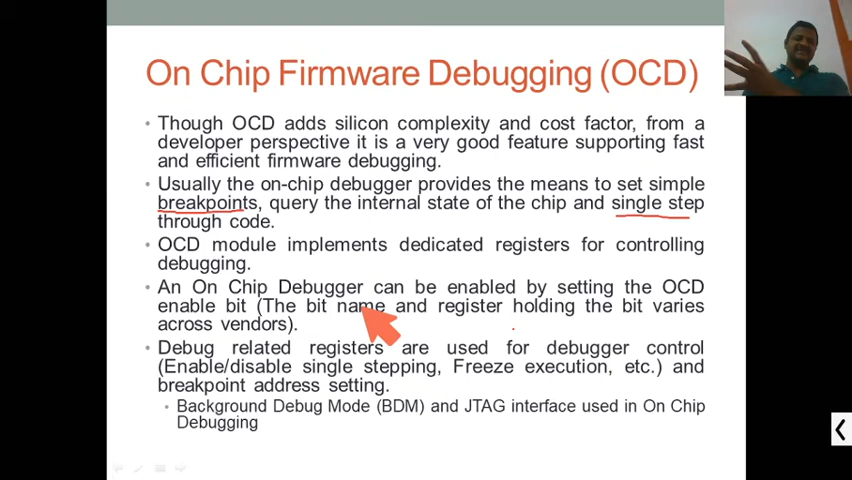 On Chip Firmware Debugging (OCD)
• Though OCD adds silicon complexity and cost factor, from a
developer perspective it is a very good feature supporting fast
and efficient firmware debugging.
• Usually the on-chip debugger provides the means to set simple
breakpoints, query the internal state of the chip and single step
through code.
• OCD module implements dedicated registers for controlling
debugging.
• An On Chip Debugger can be enabled by setting the OCD
enable bit (The bit name and register holding the bit varies
across vendors).
• Debug related registers are used for debugger control
(Enable/disable single stepping, Freeze execution, etc.) and
breakpoint address setting.
• Background Debug Mode (BDM) and JTAG interface used in On Chip
Debugging